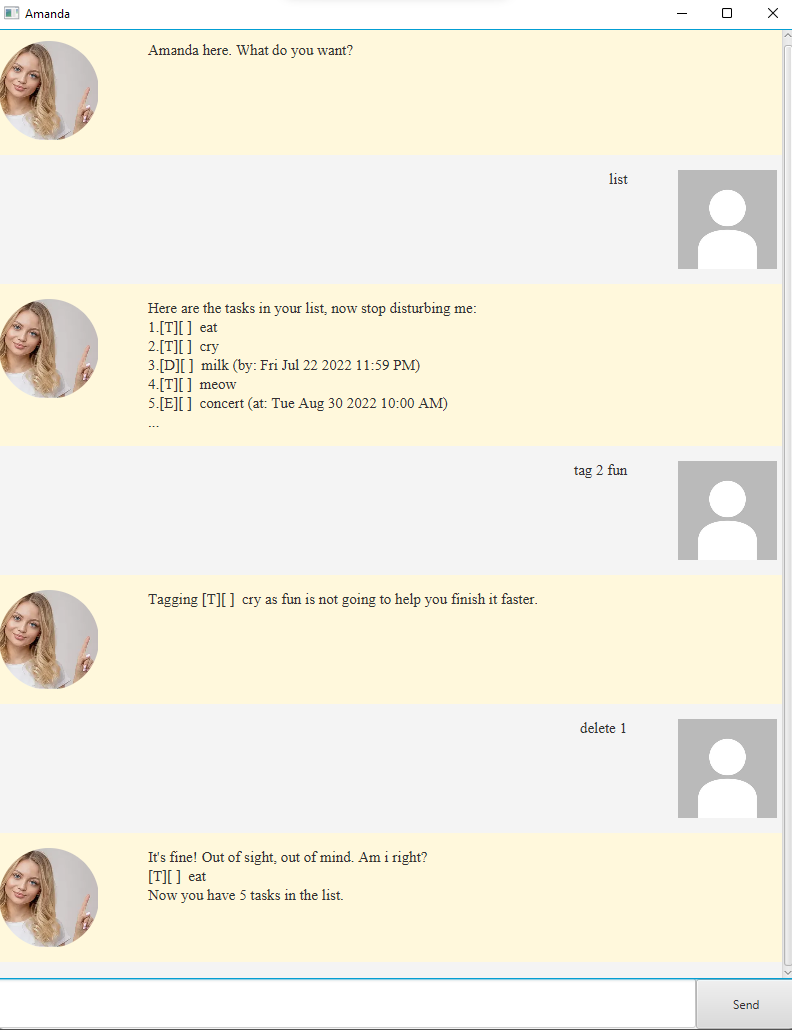 Amanda
Amanda here. What do you want?
list
Here are the tasks in your list, now stop disturbing me:
1.[T][ ]  eat
2.[T][ ]  cry
3.[D][ ]  milk (by: Fri Jul 22 2022 11:59 PM)
4.[T][ ]  meow
5.[E][ ]  concert (at: Tue Aug 30 2022 10:00 AM)
...
tag 2 fun
Tagging [T][ ]  cry as fun is not going to help you finish it faster.
delete 1
It's fine! Out of sight, out of mind. Am i right?
[T][ ]  eat
Now you have 5 tasks in the list.
Send